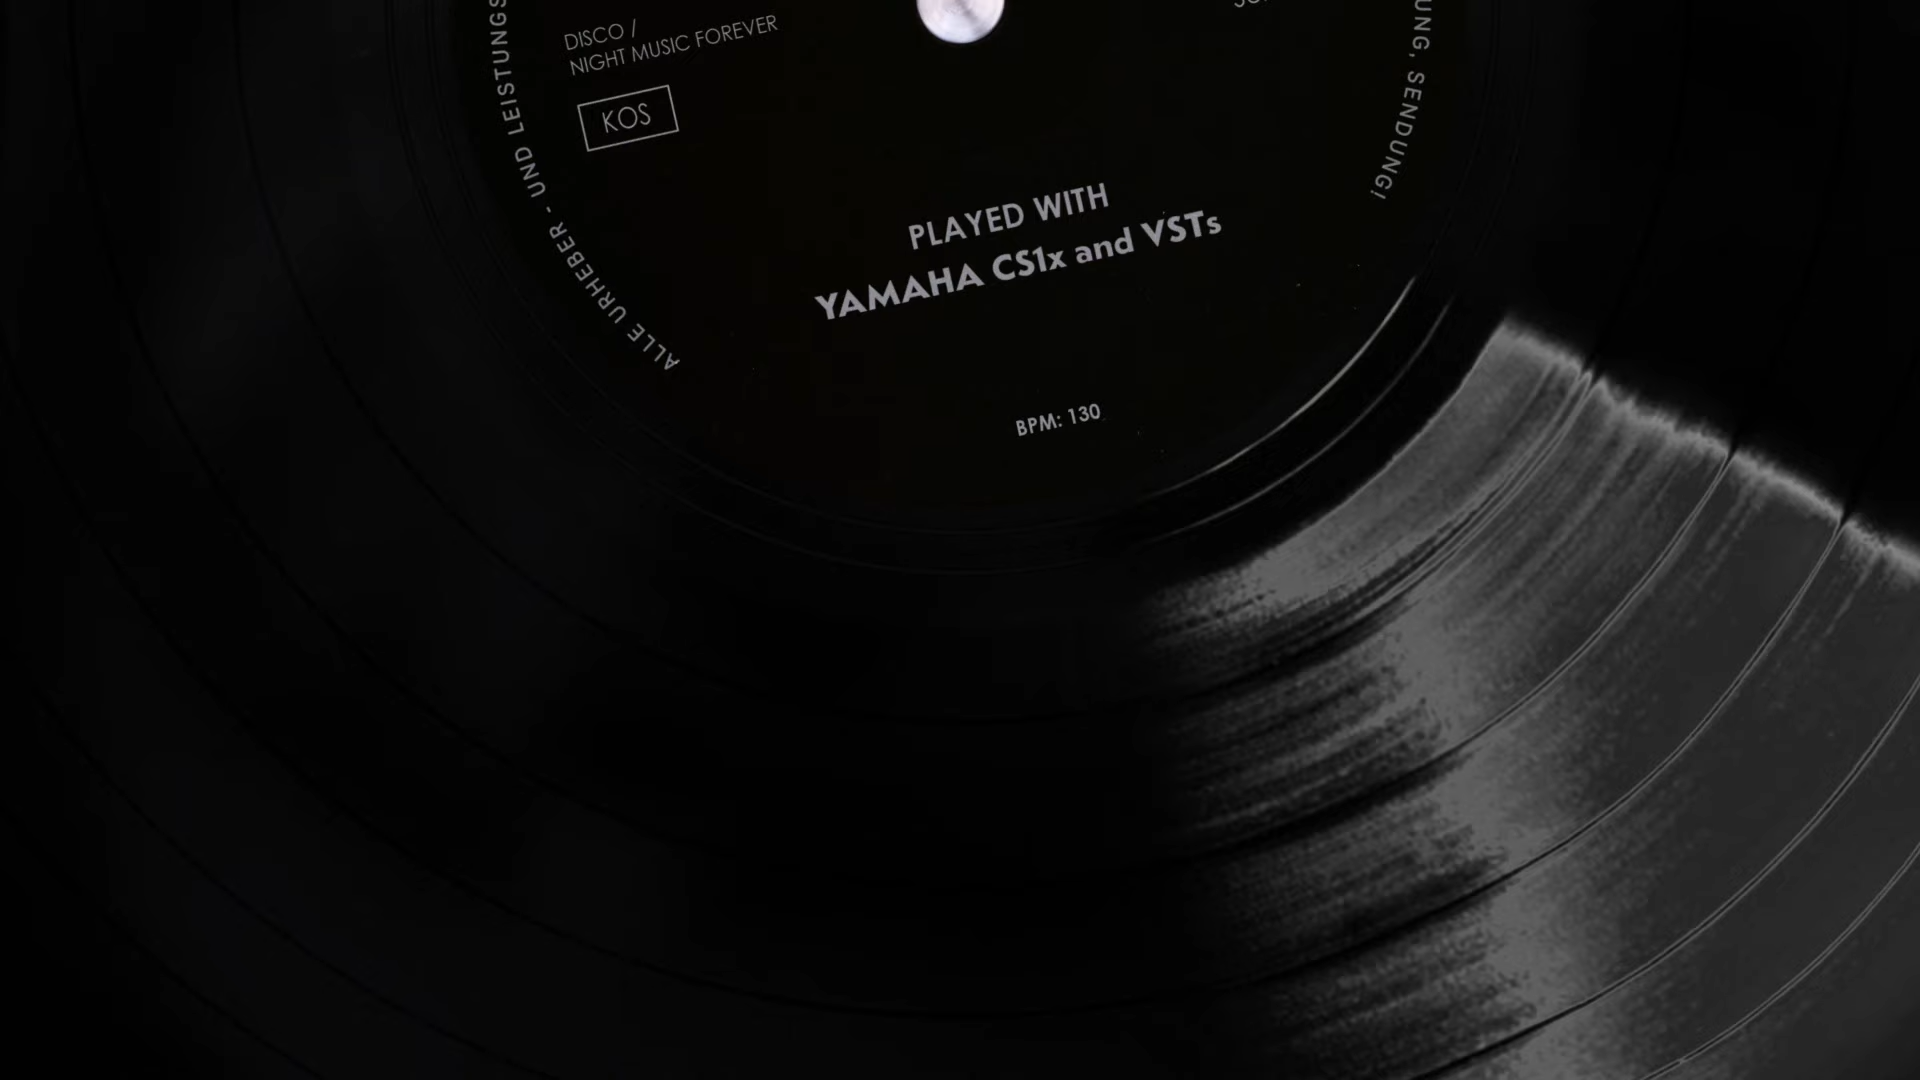 DISCO /
NIGHT MUSIC FOREVER
KOS
PLAYED WITH
YAMAHA CS1x and VSTs
BPM: 130
ALLE URHEBER - UND LEISTUNGS
UNG, SENDUNG!